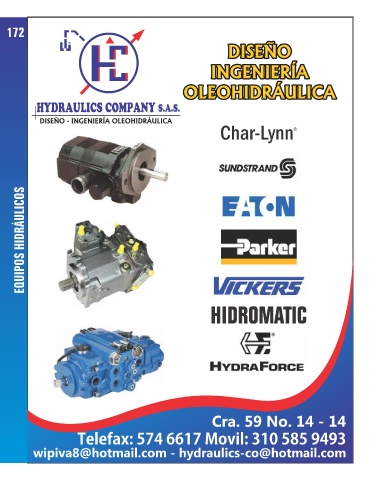 172
EQUIPOS HIDRÁULICOS
HC
HYDRAULICS COMPANY S.A.S.
DISEÑO - INGENIERÍA OLEOHIDRÁULICA
DISEÑO
INGENIERÍA
OLEOHIDRÁULICA
Char-Lynn®
SUNDSTRAND
EATON
Parker
VICKERS
HIDROMATIC
HYDRAFORCE
Cra. 59 No. 14 - 14
Telefax: 574 6617 Movil: 310 585 9493
wipiva8@hotmail.com - hydraulics-co@hotmail.com